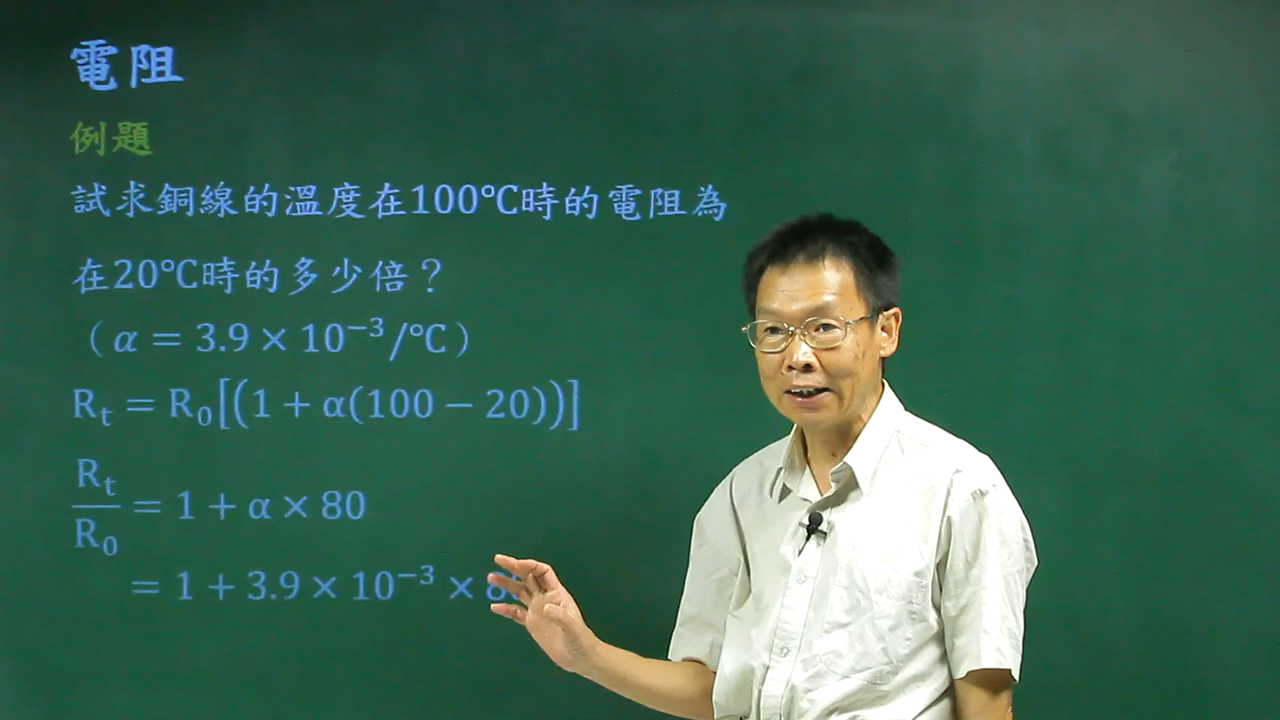 電阻
例題
試求銅線的溫度在100℃時的電阻為
在20℃時的多少倍？
（α = 3.9 × 10⁻³/℃）
Rₜ = R₀[(1 + α(100 − 20))]
Rₜ/R₀ = 1 + α × 80
= 1 + 3.9 × 10⁻³ × 8